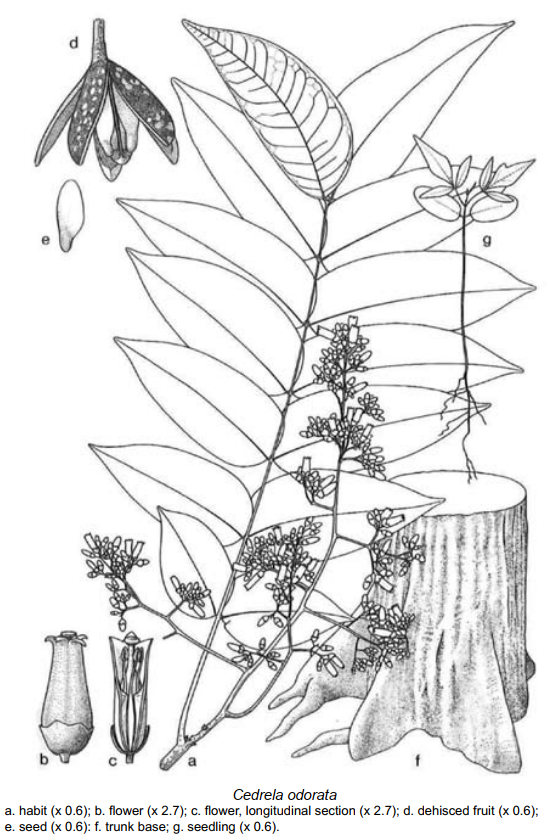 d
e
g
b
c
a
f
Cedrela odorata
a. habit (x 0.6); b. flower (x 2.7); c. flower, longitudinal section (x 2.7); d. dehisced fruit (x 0.6);
e. seed (x 0.6): f. trunk base; g. seedling (x 0.6).